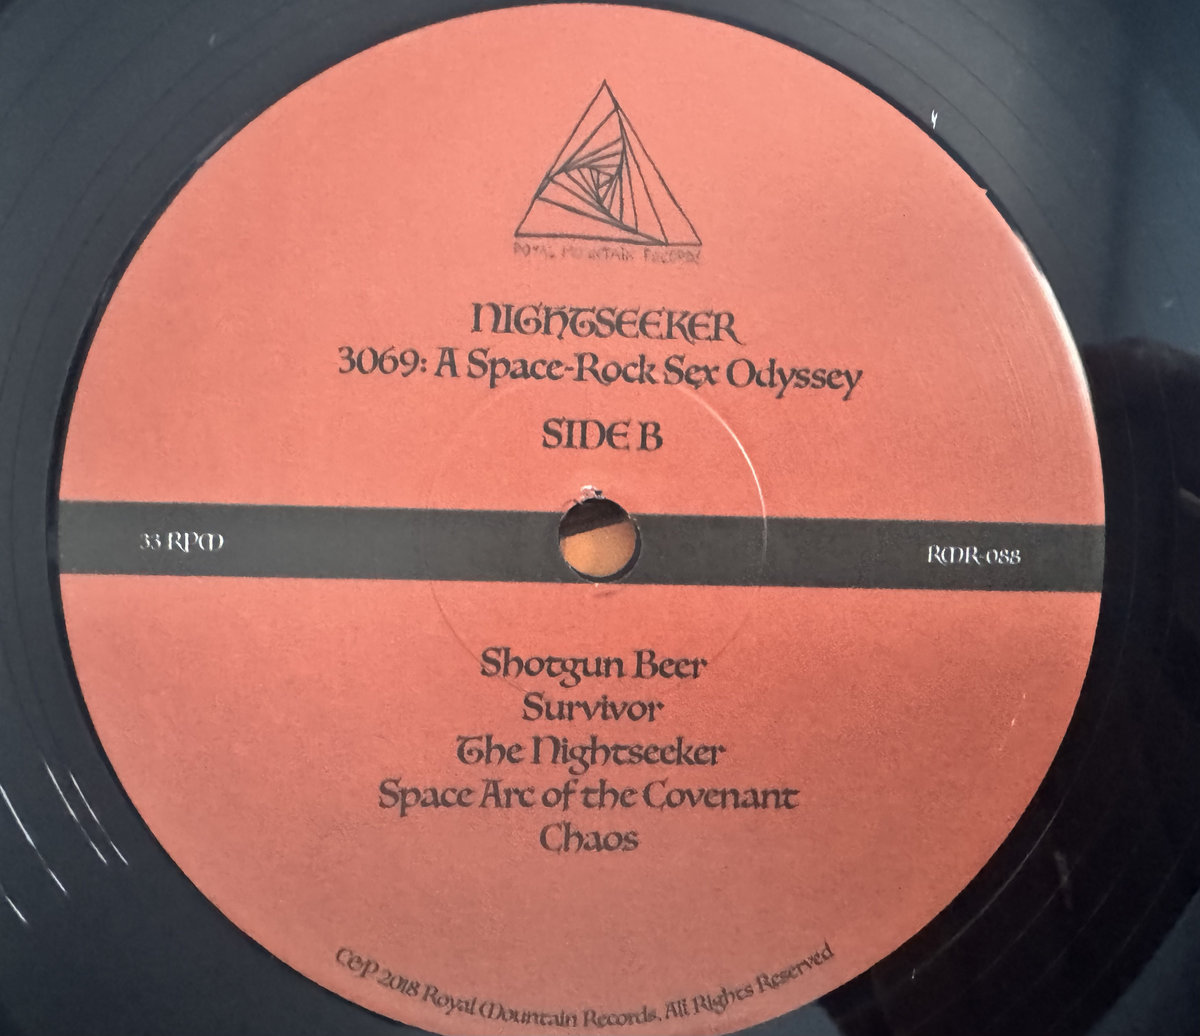 ROYAL MOUNTAIN RECORDS
NIGHTSEEKER
3069: A Space-Rock Sex Odyssey
SIDE B
33 RPM
RMR-088
Shotgun Beer
Survivor
The Nightseeker
Space Arc of the Covenant
Chaos
C&P 2018 Royal Mountain Records. All Rights Reserved